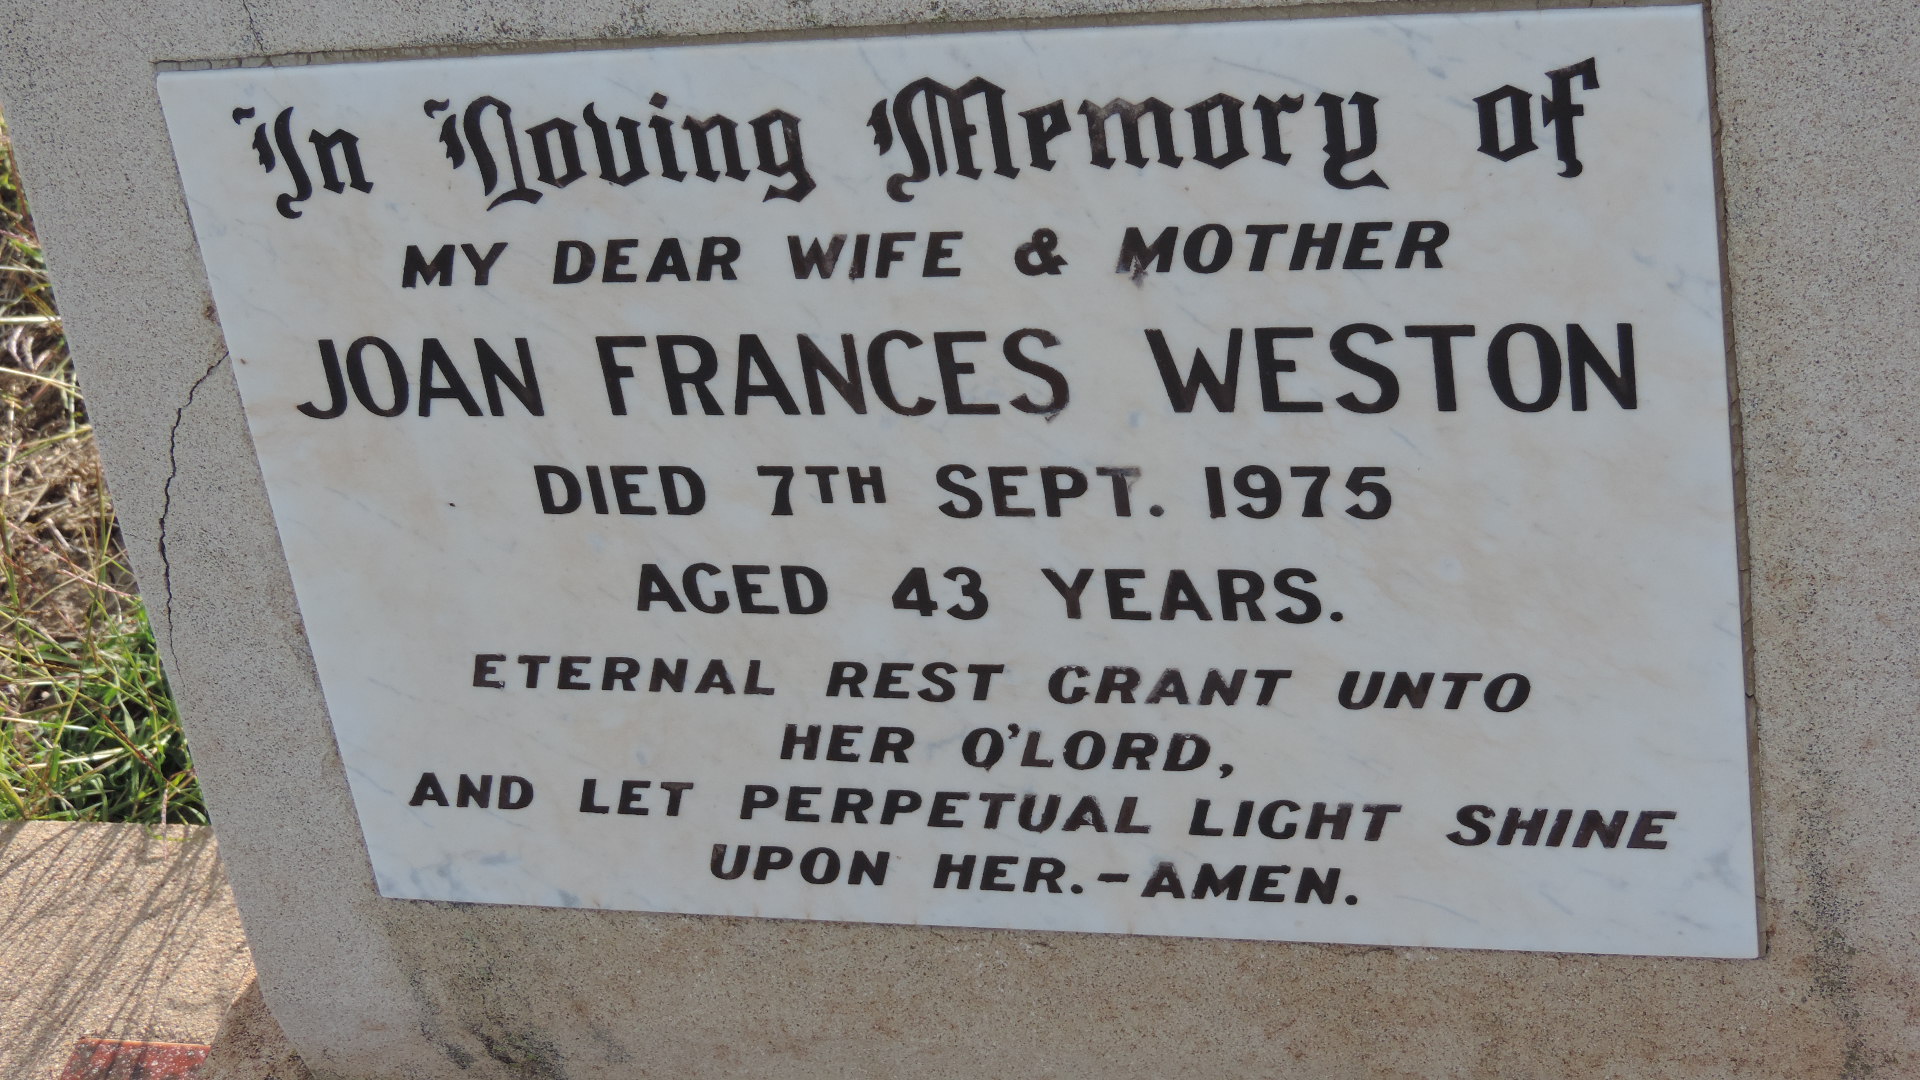 In Loving Memory of
MY DEAR WIFE & MOTHER
JOAN FRANCES WESTON
DIED 7TH SEPT. 1975
AGED 43 YEARS.
ETERNAL REST GRANT UNTO
HER O'LORD,
AND LET PERPETUAL LIGHT SHINE
UPON HER.-AMEN.